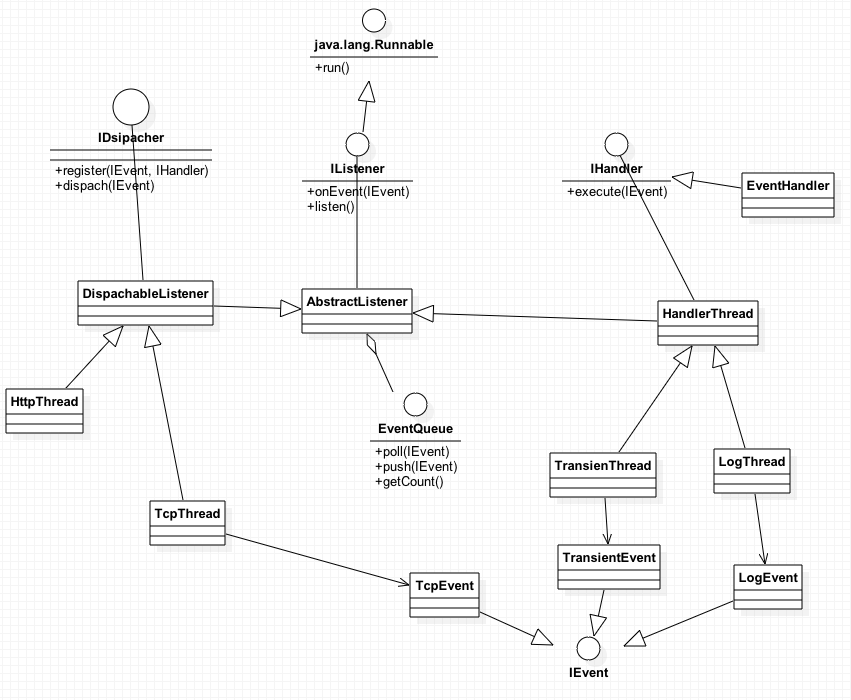 java.lang.Runnable
+run()
IDsipacher
+register(IEvent, IHandler)
+dispach(IEvent)
IListener
+onEvent(IEvent)
+listen()
IHandler
+execute(IEvent)
EventHandler
DispachableListener
AbstractListener
HandlerThread
HttpThread
EventQueue
+poll(IEvent)
+push(IEvent)
+getCount()
TransienThread
LogThread
TcpThread
TransientEvent
TcpEvent
LogEvent
IEvent